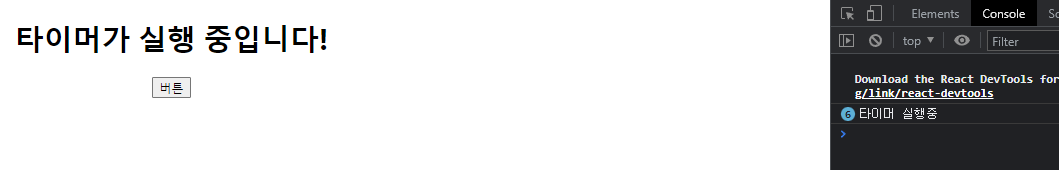 타이머가 실행 중입니다!
버튼
Elements Console
top Filter
Download the React DevTools for
g/link/react-devtools
6 타이머 실행중